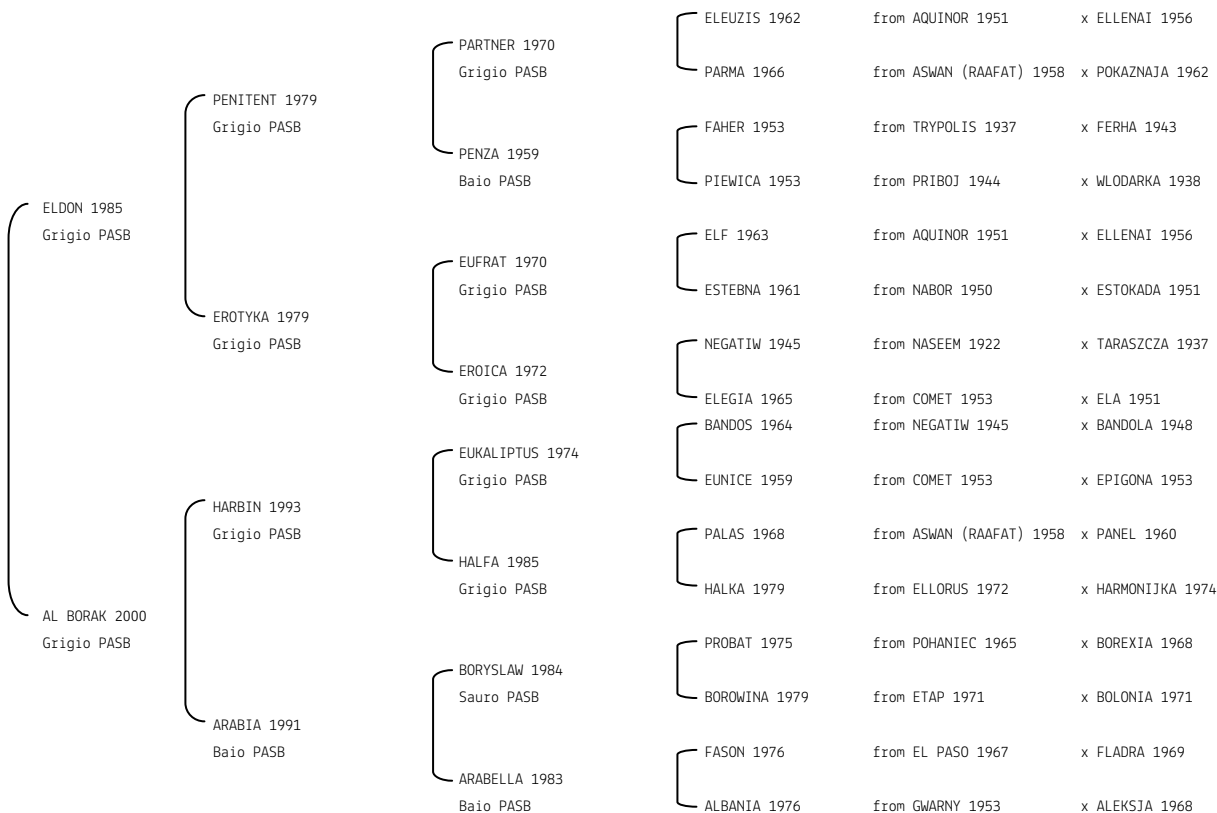 ELEUZIS 1962 from AQUINOR 1951 x ELLENAI 1956
PARTNER 1970
Grigio PASB PARMA 1966 from ASWAN (RAAFAT) 1958 x POKAZNAJA 1962
PENITENT 1979
Grigio PASB FAHER 1953 from TRYPOLIS 1937 x FERHA 1943
PENZA 1959
Baio PASB PIEWICA 1953 from PRIBOJ 1944 x WLODARKA 1938
ELDON 1985
Grigio PASB ELF 1963 from AQUINOR 1951 x ELLENAI 1956
EUFRAT 1970
Grigio PASB ESTEBNA 1961 from NABOR 1950 x ESTOKADA 1951
EROTYKA 1979
Grigio PASB NEGATIW 1945 from NASEEM 1922 x TARASZCZA 1937
EROICA 1972
Grigio PASB ELEGIA 1965 from COMET 1953 x ELA 1951
BANDOS 1964 from NEGATIW 1945 x BANDOLA 1948
EUKALIPTUS 1974
Grigio PASB EUNICE 1959 from COMET 1953 x EPIGONA 1953
HARBIN 1993
Grigio PASB PALAS 1968 from ASWAN (RAAFAT) 1958 x PANEL 1960
HALFA 1985
Grigio PASB HALKA 1979 from ELLORUS 1972 x HARMONIJKA 1974
AL BORAK 2000
Grigio PASB PROBAT 1975 from POHANIEC 1965 x BOREXIA 1968
BORYSLAW 1984
Sauro PASB BOROWINA 1979 from ETAP 1971 x BOLONIA 1971
ARABIA 1991
Baio PASB FASON 1976 from EL PASO 1967 x FLADRA 1969
ARABELLA 1983
Baio PASB ALBANIA 1976 from GWARNY 1953 x ALEKSJA 1968